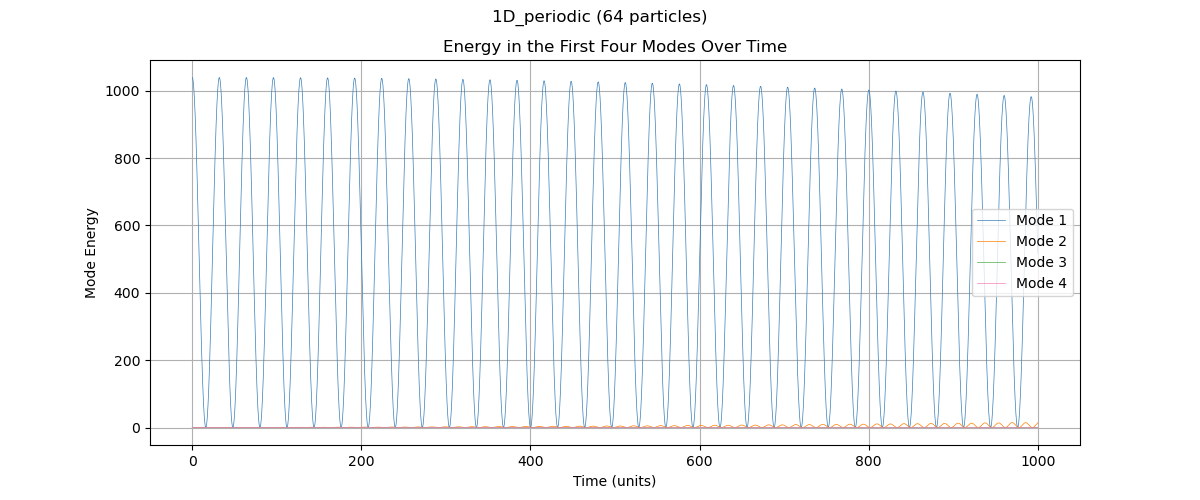 1D_periodic (64 particles)
Energy in the First Four Modes Over Time
Mode Energy
1000
800
600
400
200
0
Mode 1
Mode 2
Mode 3
Mode 4
0 200 400 600 800 1000
Time (units)